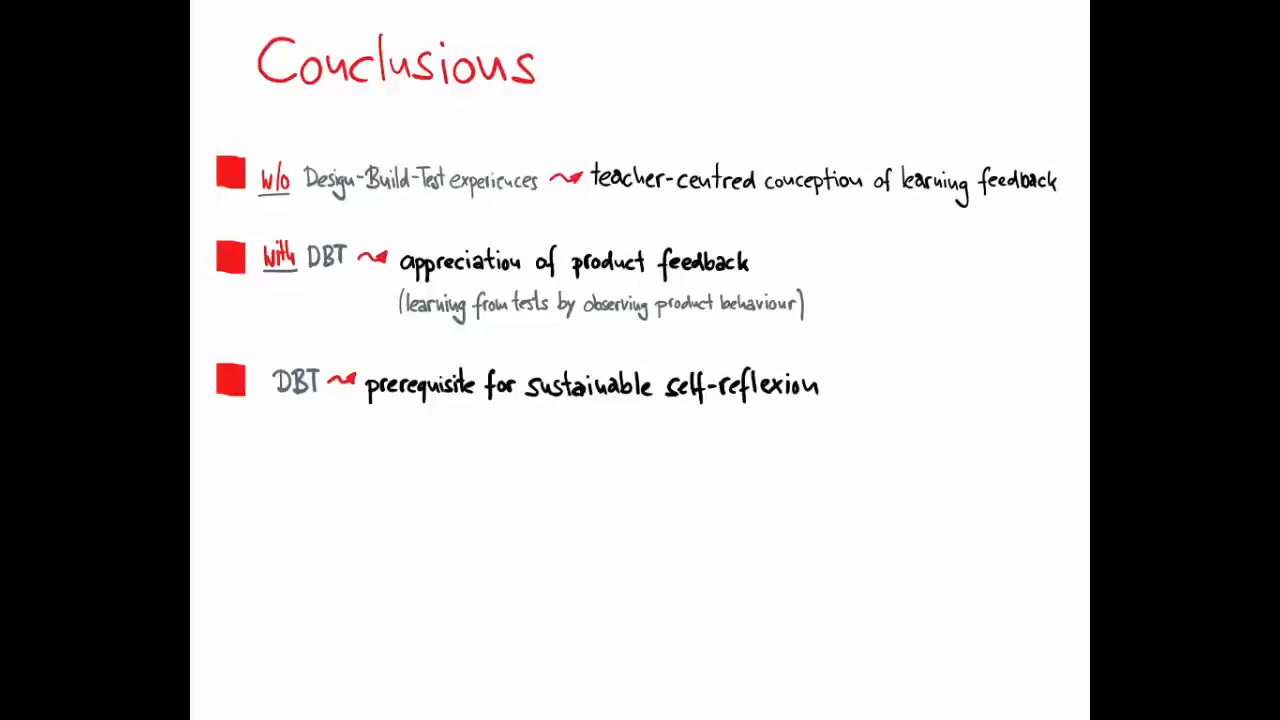 Conclusions
w/o Design-Build-Test experiences teacher-centred conception of learning feedback
with DBT appreciation of product feedback
(learning from tests by observing product behaviour)
DBT prerequisite for sustainable self-reflexion